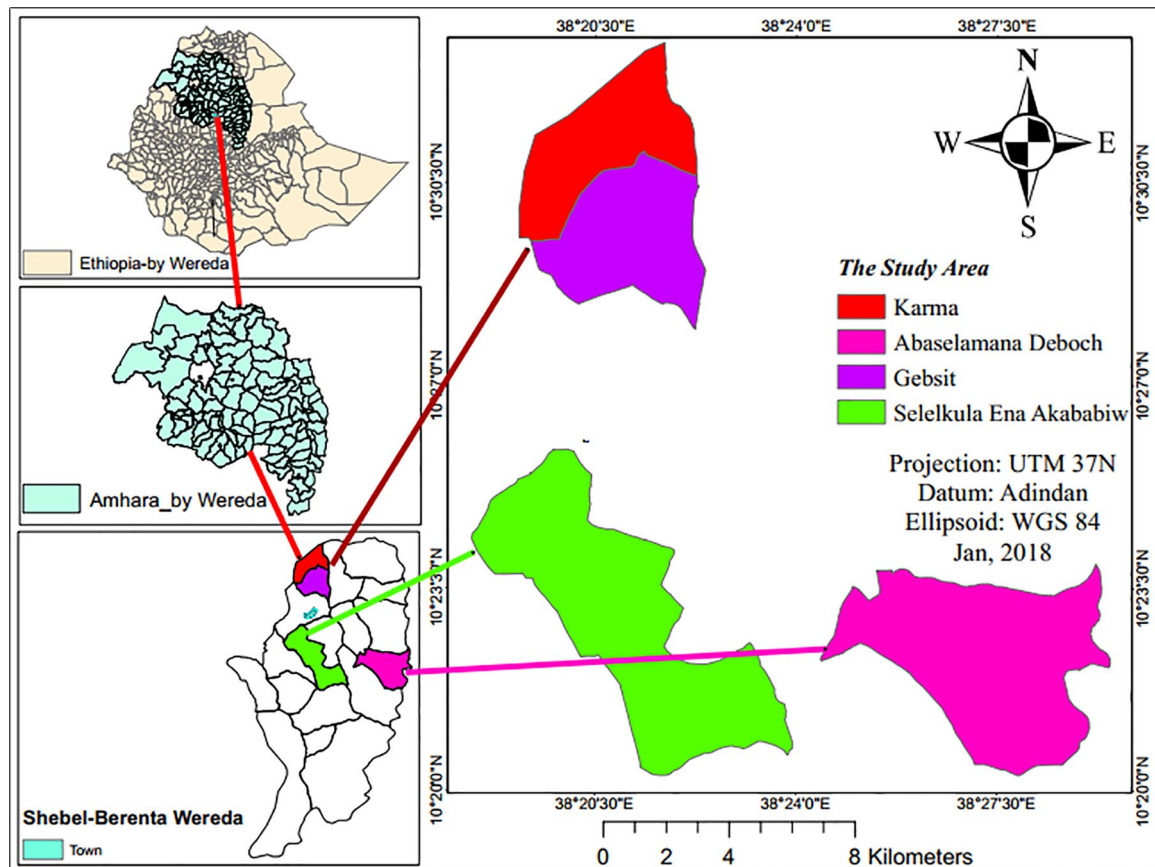 38°20'30"E 38°24'0"E 38°27'30"E
N
W E
S
10°30'30"N
10°30'30"N
Ethiopia-by Wereda
The Study Area
Karma
Abaselamana Deboch
Gebsit
Selelkula Ena Akababiw
10°27'0"N
10°27'0"N
Amhara_by Wereda
Projection: UTM 37N
Datum: Adindan
Ellipsoid: WGS 84
Jan, 2018
10°23'30"N
10°23'30"N
10°20'0"N
10°20'0"N
Shebel-Berenta Wereda
Town
38°20'30"E 38°24'0"E 38°27'30"E
0 2 4 8 Kilometers